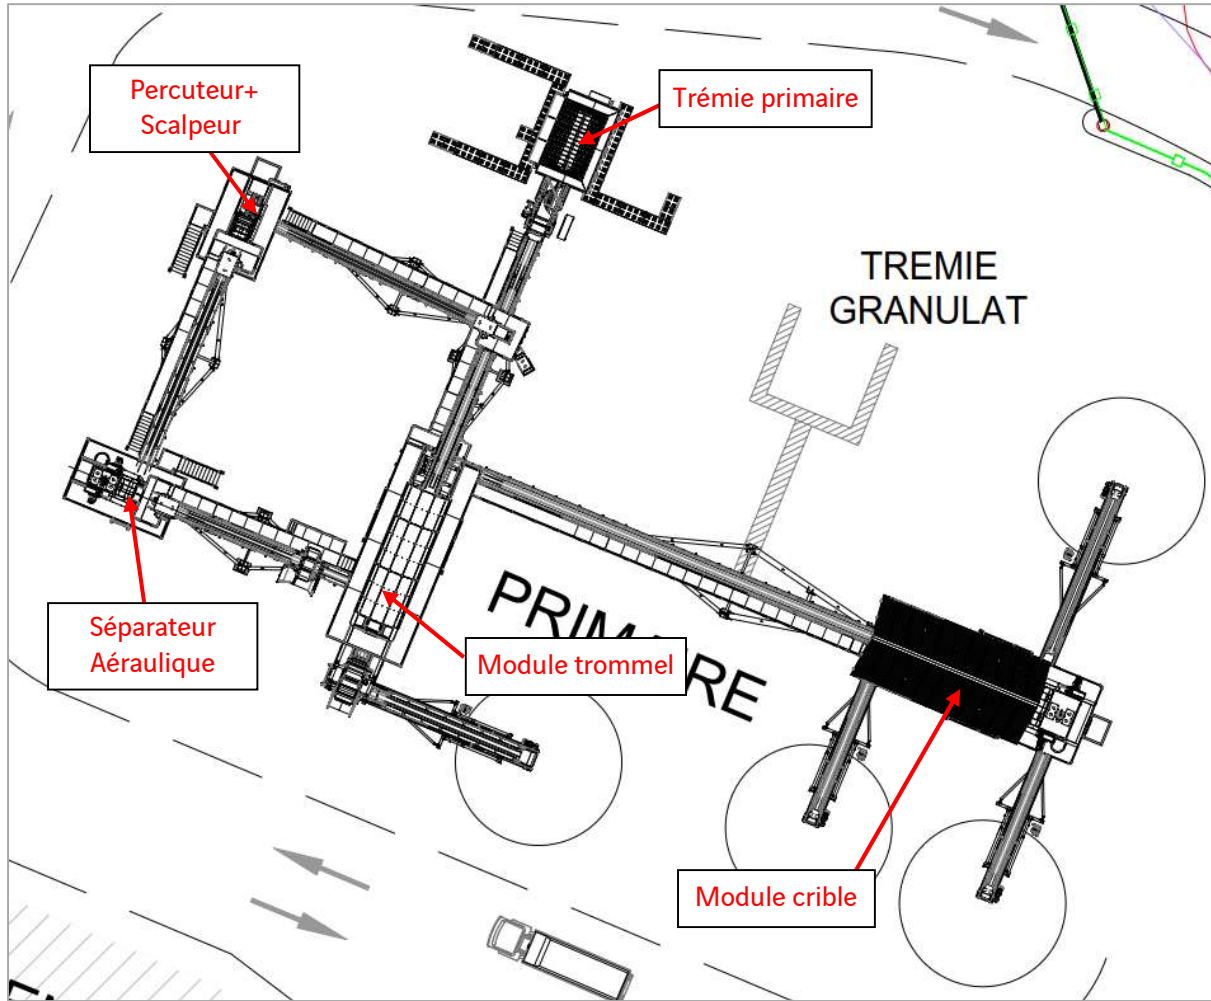 Percuteur+
Scalpeur
Trémie primaire
TREMIE
GRANULAT
Séparateur
Aéraulique
Module trommel
Module crible